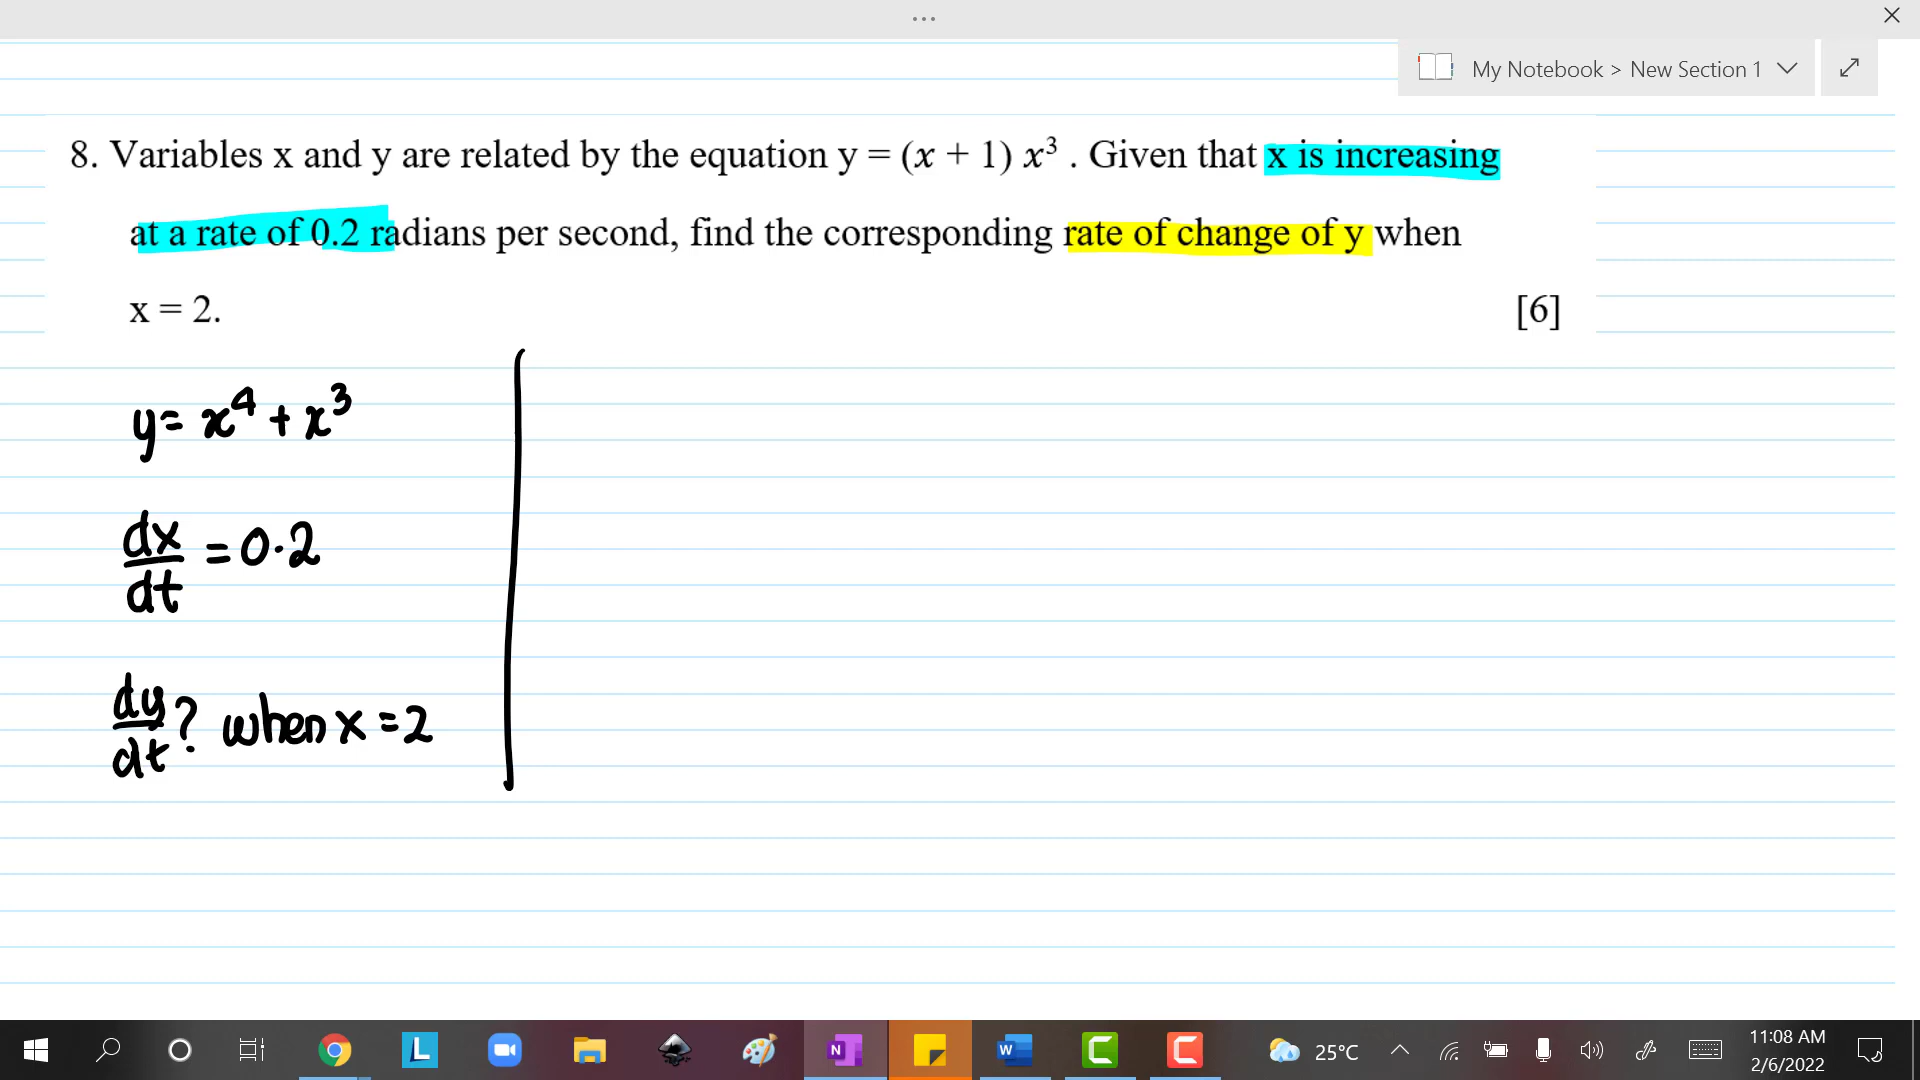 ...
My Notebook > New Section 1
8. Variables x and y are related by the equation y = (x + 1) x³ . Given that x is increasing
at a rate of 0.2 radians per second, find the corresponding rate of change of y when
x = 2. [6]
y = x⁴ + x³
dx/dt = 0.2
dy/dt? when x = 2
L
N
W
C
C
25°C
11:08 AM
2/6/2022